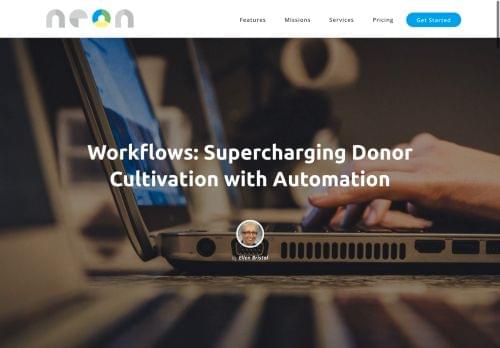 neon
Features
Missions
Services
Pricing
Get Started
Workflows: Supercharging Donor
Cultivation with Automation
by Ellen Bristol